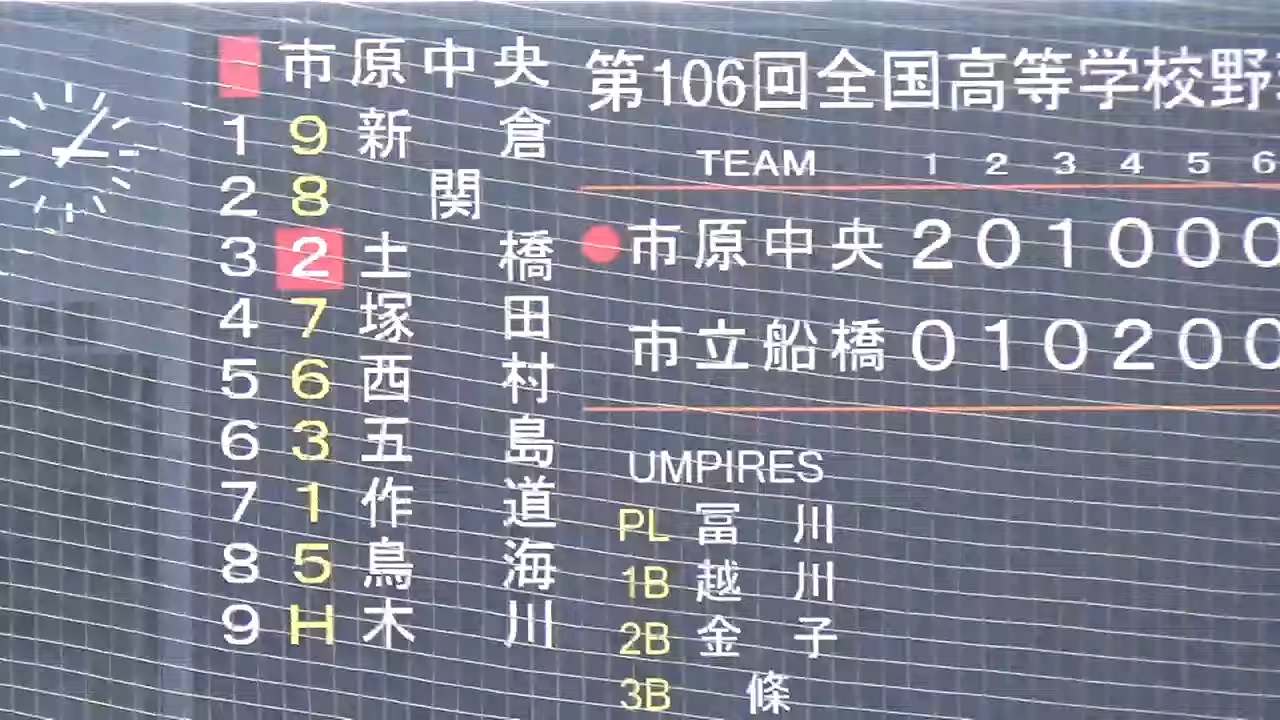 市原中央
1 9 新倉
2 8 関
3 2 土橋
4 7 塚田
5 6 西村
6 3 五島
7 1 作道
8 5 鳥海
9 H 木川
第106回全国高等学校野
TEAM 1 2 3 4 5 6
市原中央 2 0 1 0 0 0
市立船橋 0 1 0 2 0 0
UMPIRES
PL 冨川
1B 越川
2B 金子
3B 條